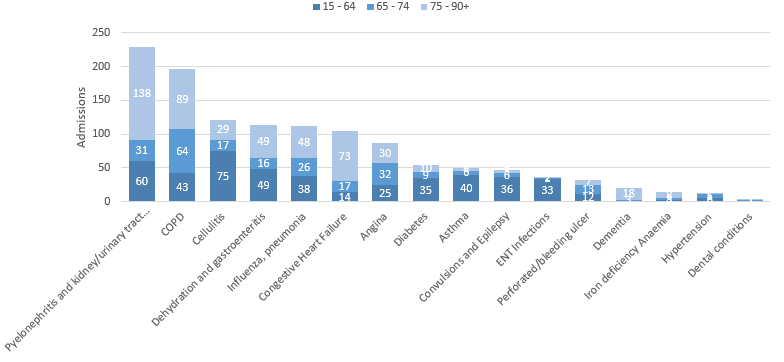 15 - 64 65 - 74 75 - 90+
250
200
150
100
50
0
Admissions
138 31 60
89 64 43
29 17 75
49 16 49
48 26 38
73 17 14
30 32 25
10 9 35
6 40
6 36
2 33
7 13 12
18
Pyelonephritis and kidney/urinary tract...
COPD
Cellulitis
Dehydration and gastroenteritis
Influenza, pneumonia
Congestive Heart Failure
Angina
Diabetes
Asthma
Convulsions and Epilepsy
ENT Infections
Perforated/bleeding ulcer
Dementia
Iron deficiency Anaemia
Hypertension
Dental conditions